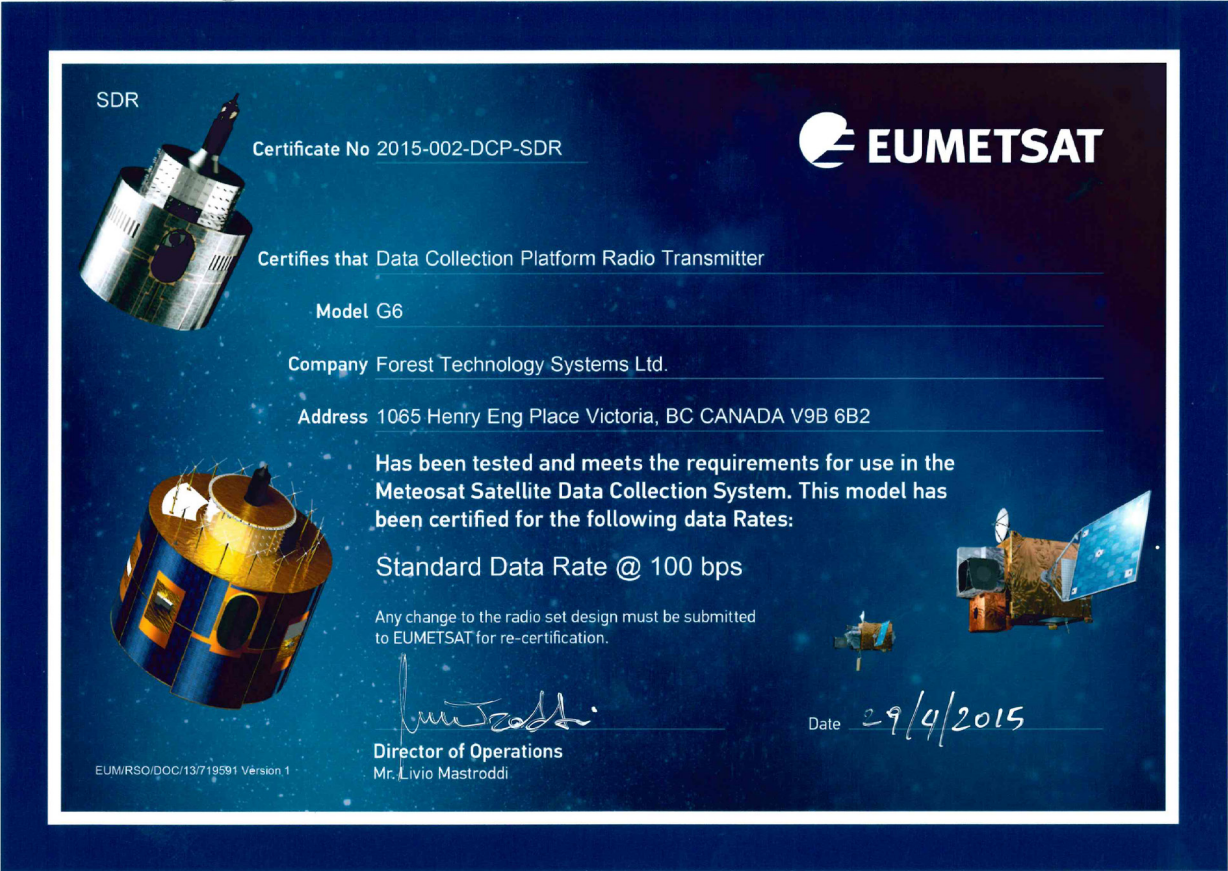 SDR
Certificate No 2015-002-DCP-SDR
EUMETSAT
Certifies that Data Collection Platform Radio Transmitter
Model G6
Company Forest Technology Systems Ltd.
Address 1065 Henry Eng Place Victoria, BC CANADA V9B 6B2
Has been tested and meets the requirements for use in the
Meteosat Satellite Data Collection System. This model has
been certified for the following data Rates:
Standard Data Rate @ 100 bps
Any change to the radio set design must be submitted
to EUMETSAT for re-certification.
Date 29/4/2015
Director of Operations
Mr. Livio Mastroddi
EUM/RSO/DOC/13/719591 Version 1